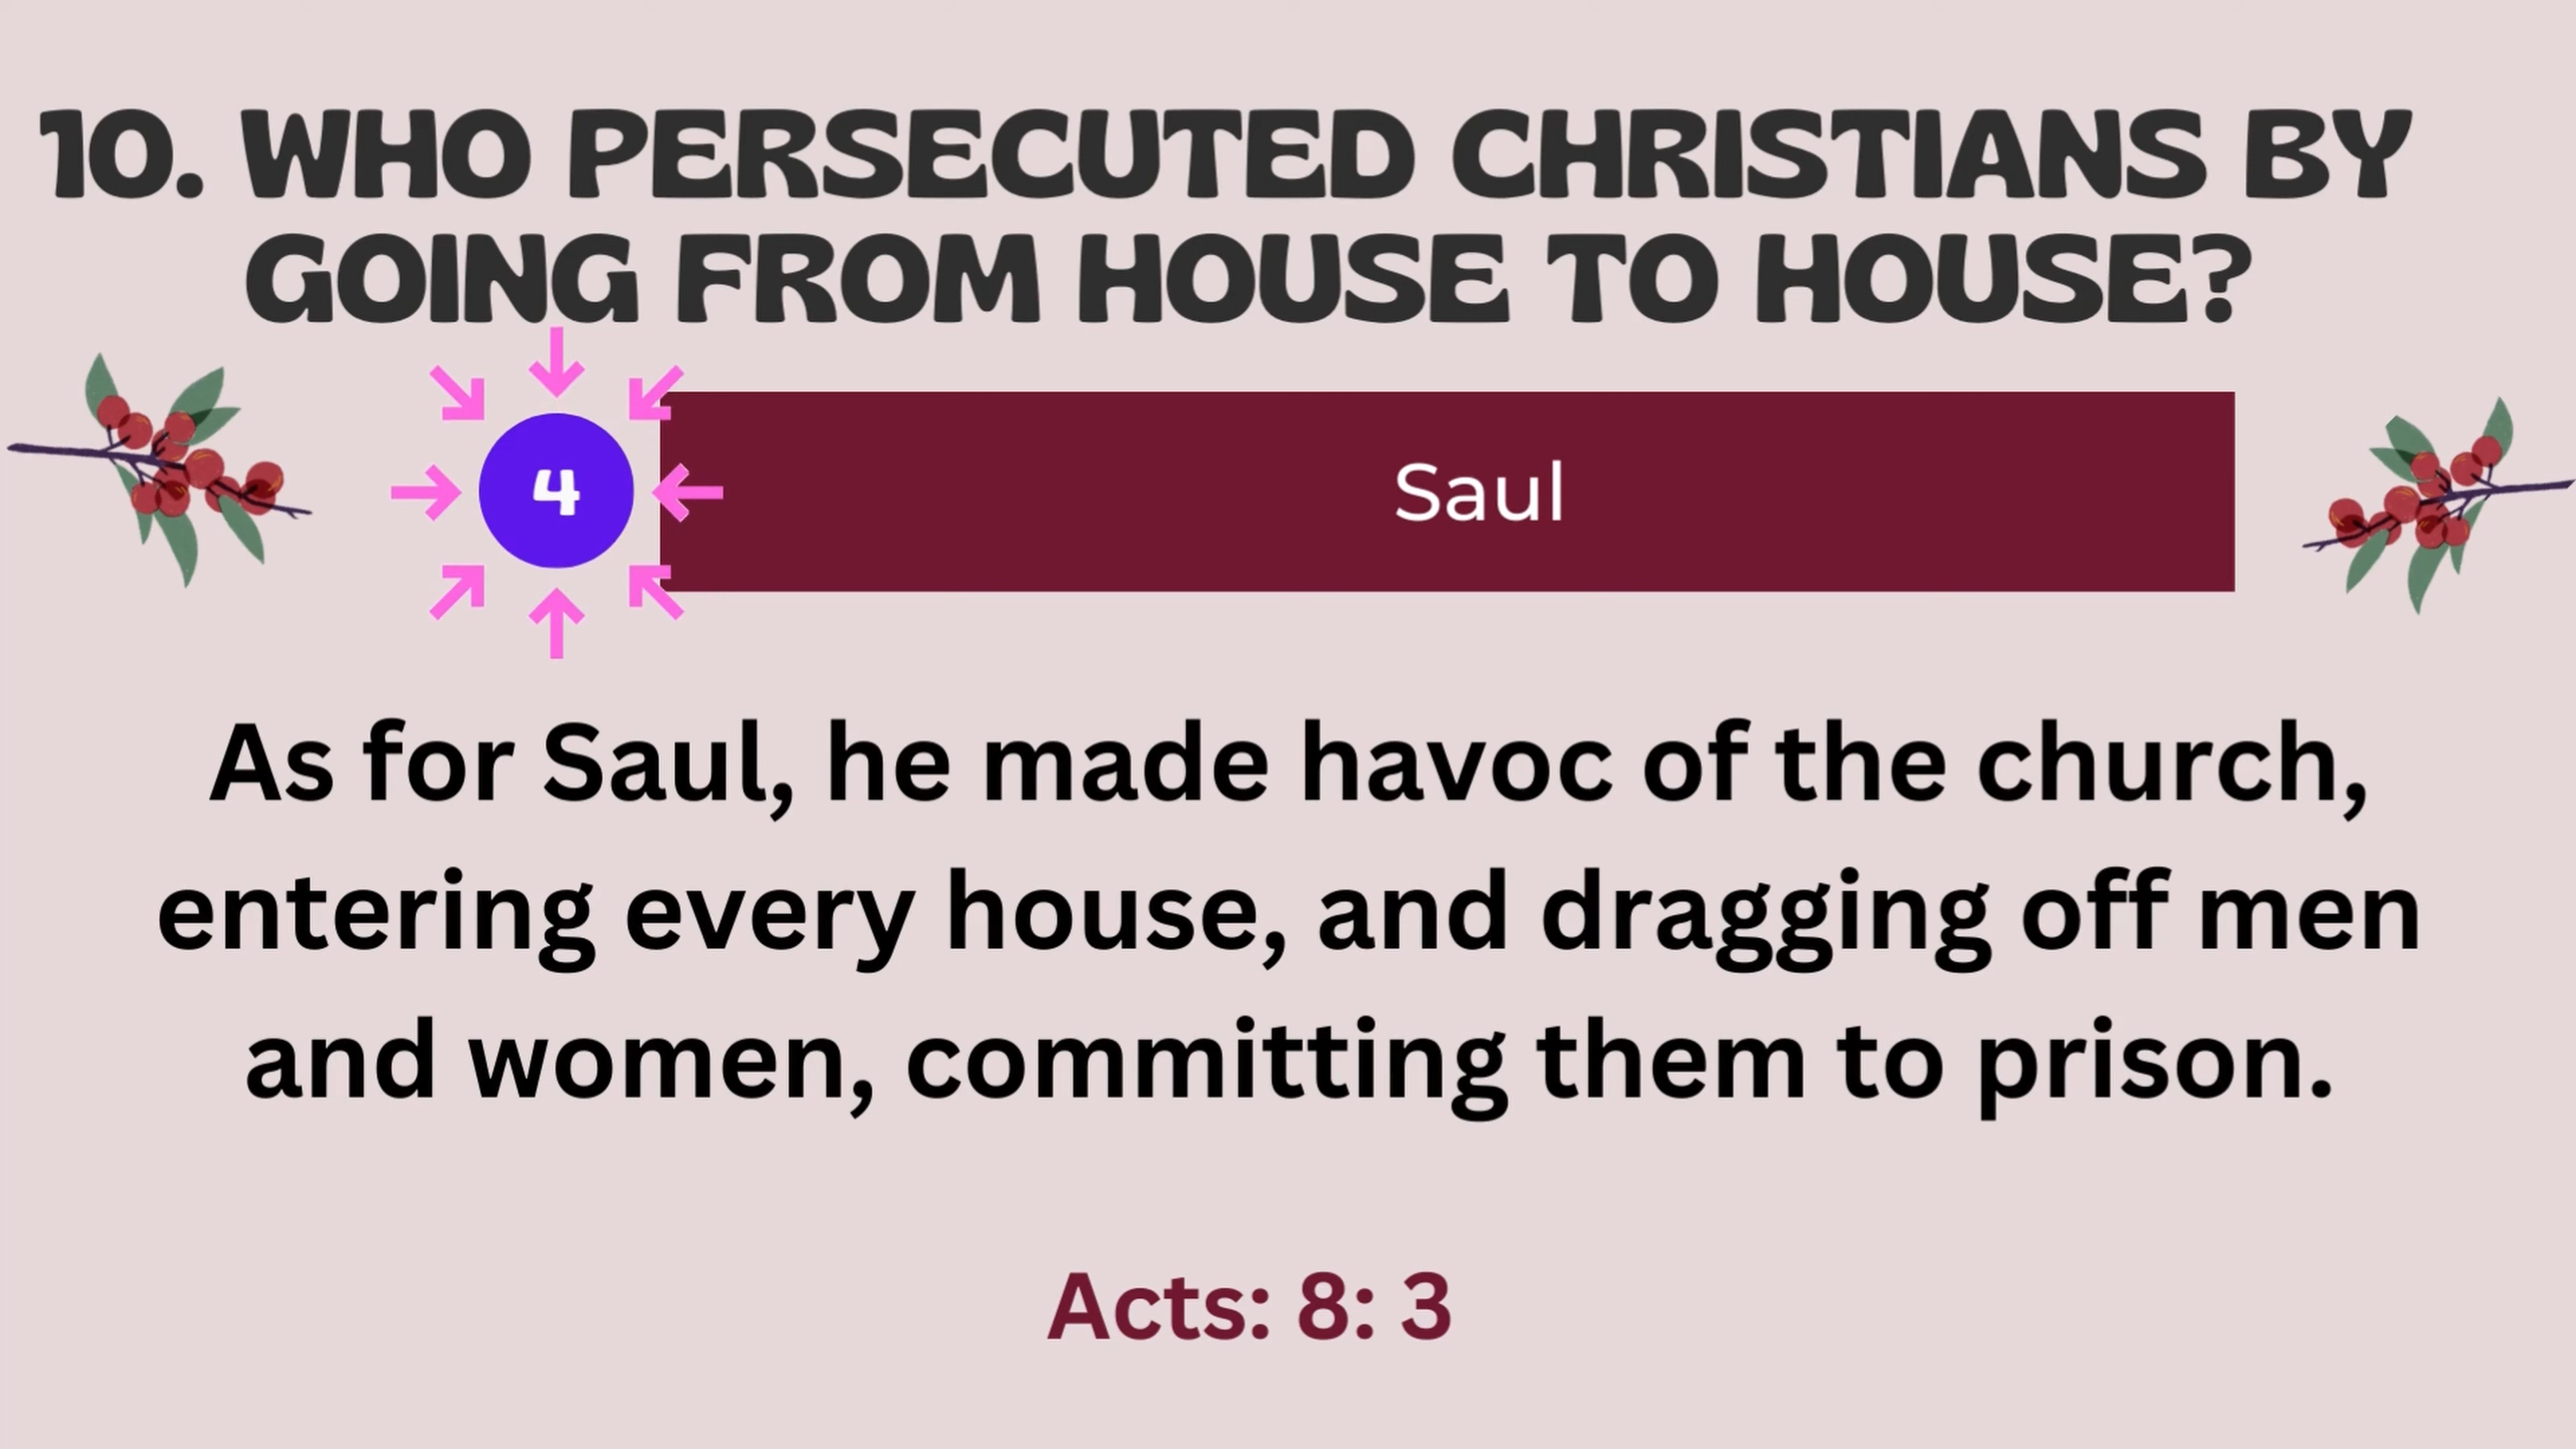 10. WHO PERSECUTED CHRISTIANS BY
GOING FROM HOUSE TO HOUSE?
4
Saul
As for Saul, he made havoc of the church,
entering every house, and dragging off men
and women, committing them to prison.
Acts: 8: 3